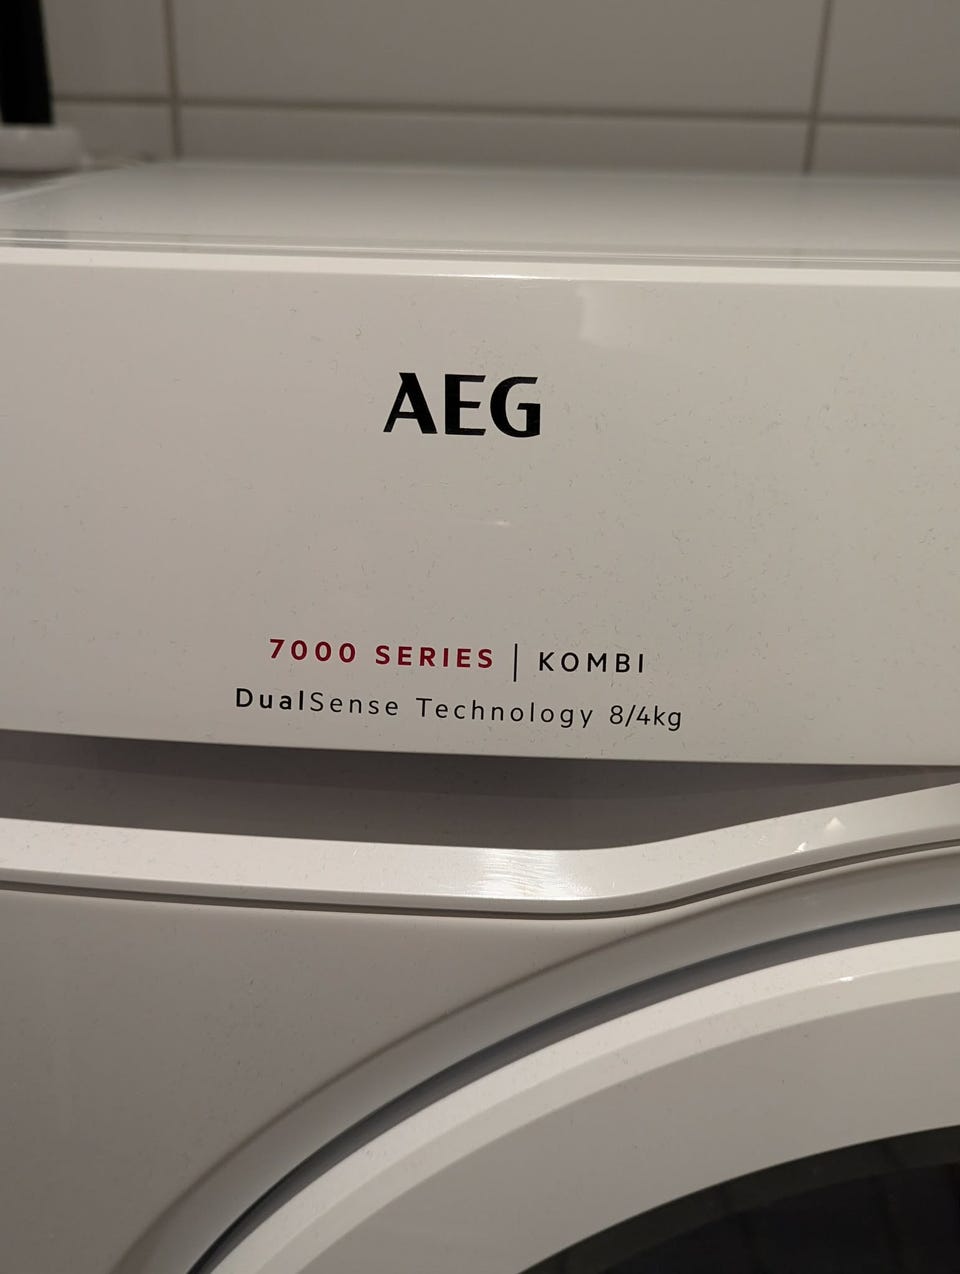 AEG
7000 SERIES | KOMBI
DualSense Technology 8/4kg